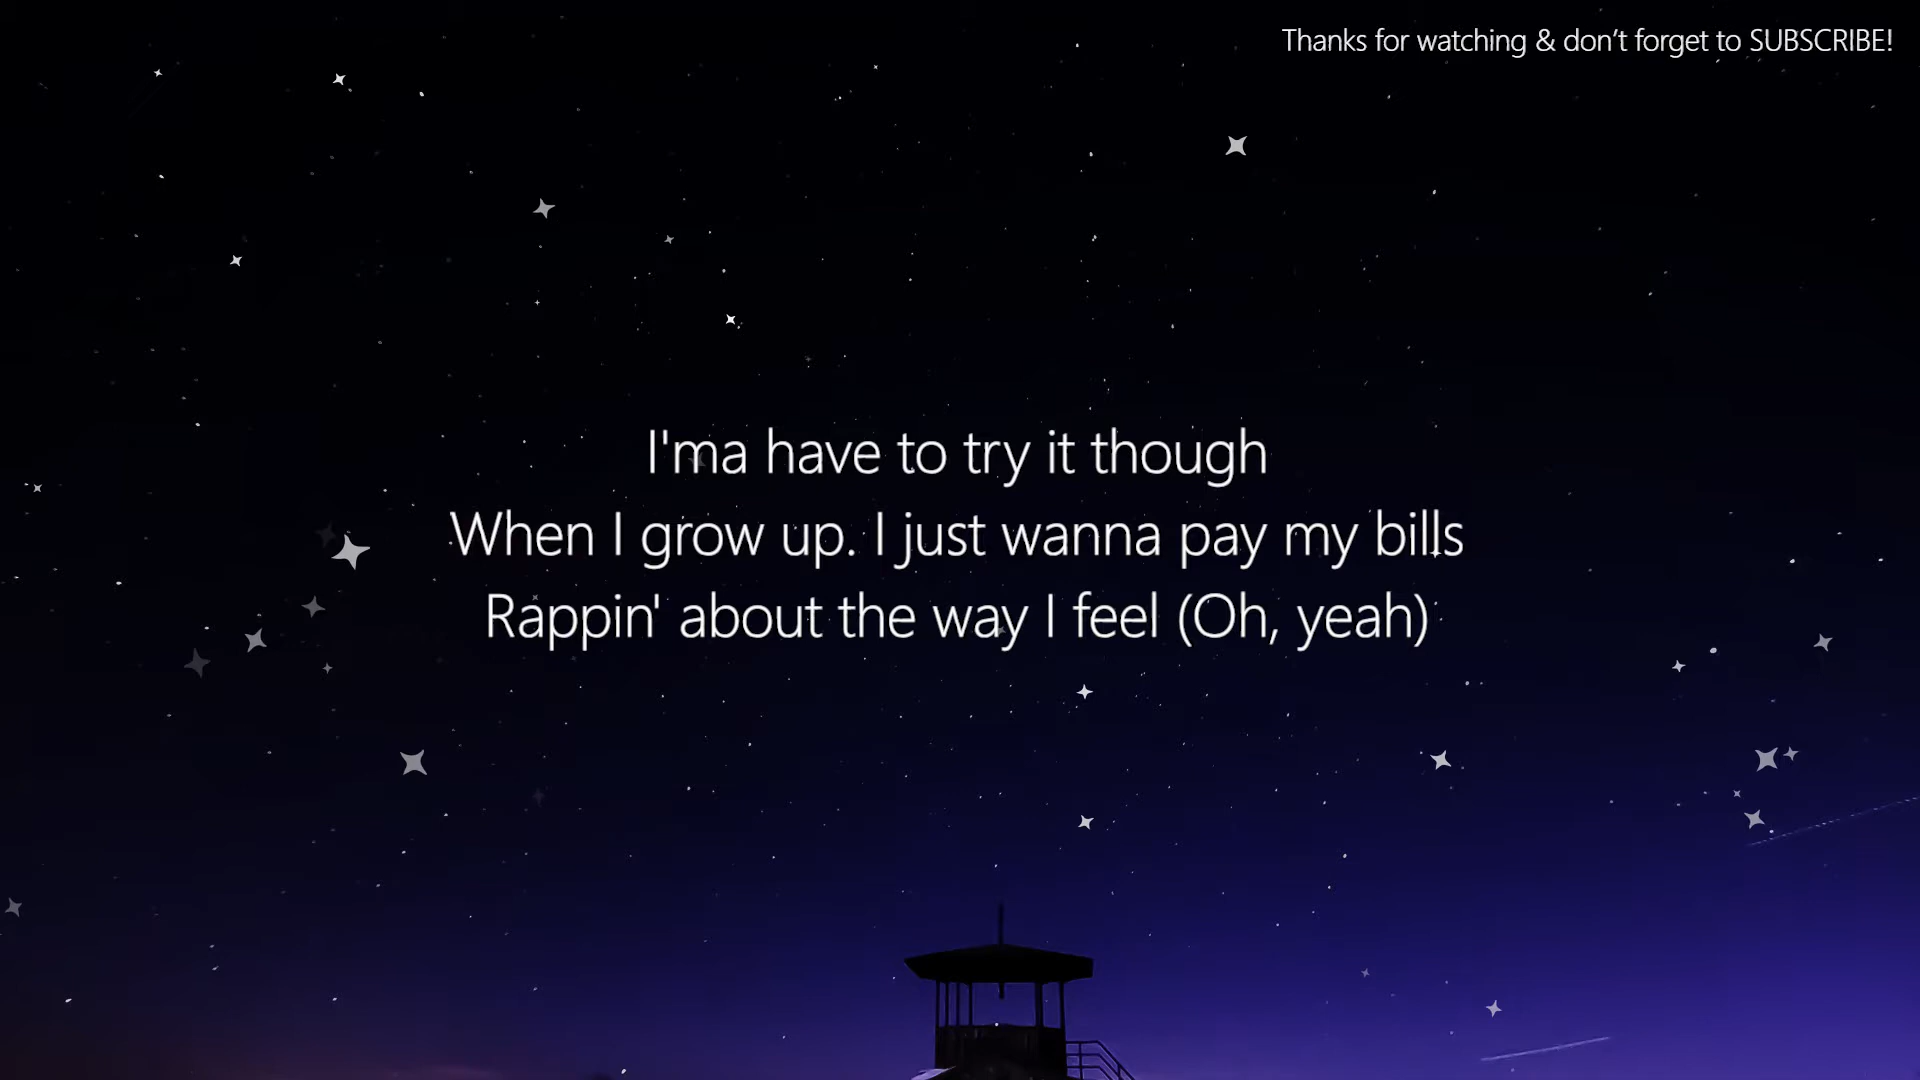 Thanks for watching & don’t forget to SUBSCRIBE!
I'ma have to try it though
When I grow up. I just wanna pay my bills
Rappin' about the way I feel (Oh, yeah)